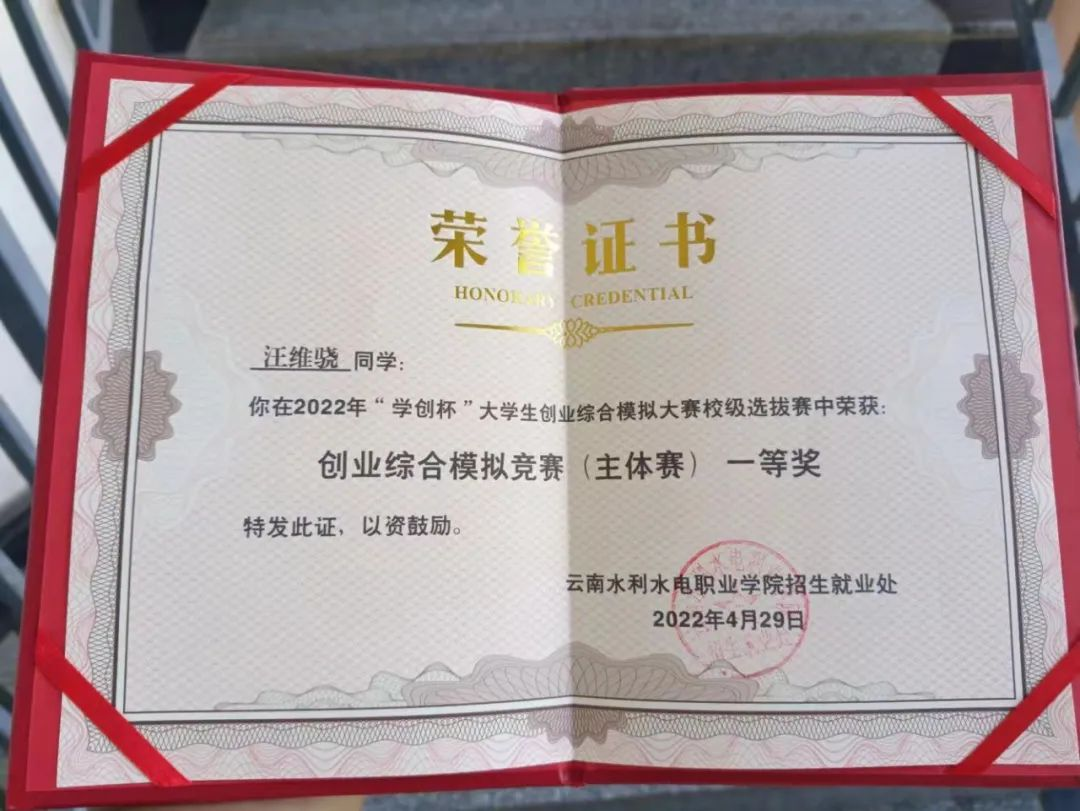 荣誉证书
HONORARY CREDENTIAL
汪维骁 同学：
你在2022年“学创杯”大学生创业综合模拟大赛校级选拔赛中荣获：
创业综合模拟竞赛（主体赛） 一等奖
特发此证，以资鼓励。
云南水利水电职业学院招生就业处
2022年4月29日